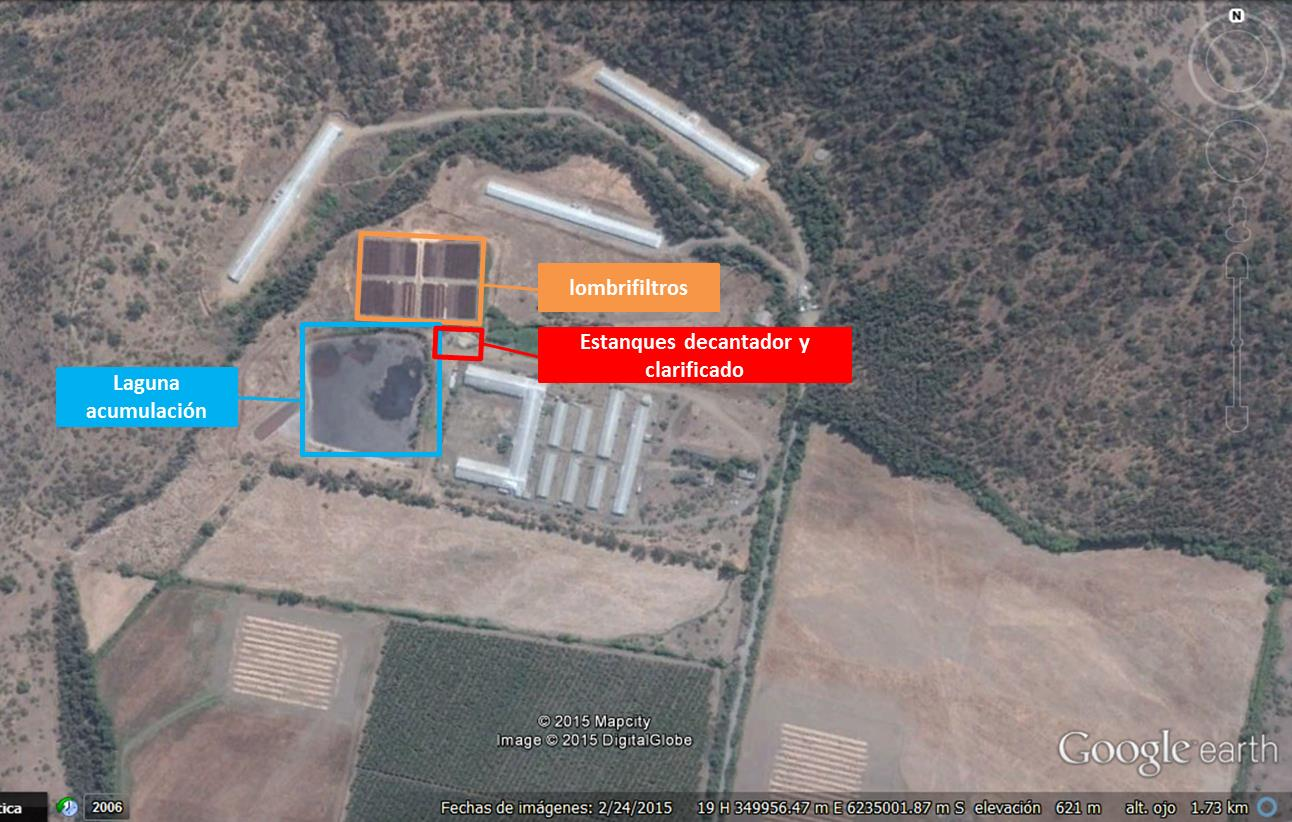 N
lombrifiltros
Estanques decantador y
clarificado
Laguna
acumulación
© 2015 Mapcity
Image © 2015 DigitalGlobe
Google earth
tica
2006
Fechas de imágenes: 2/24/2015 19 H 349956.47 m E 6235001.87 m S elevación 621 m alt. ojo 1.73 km